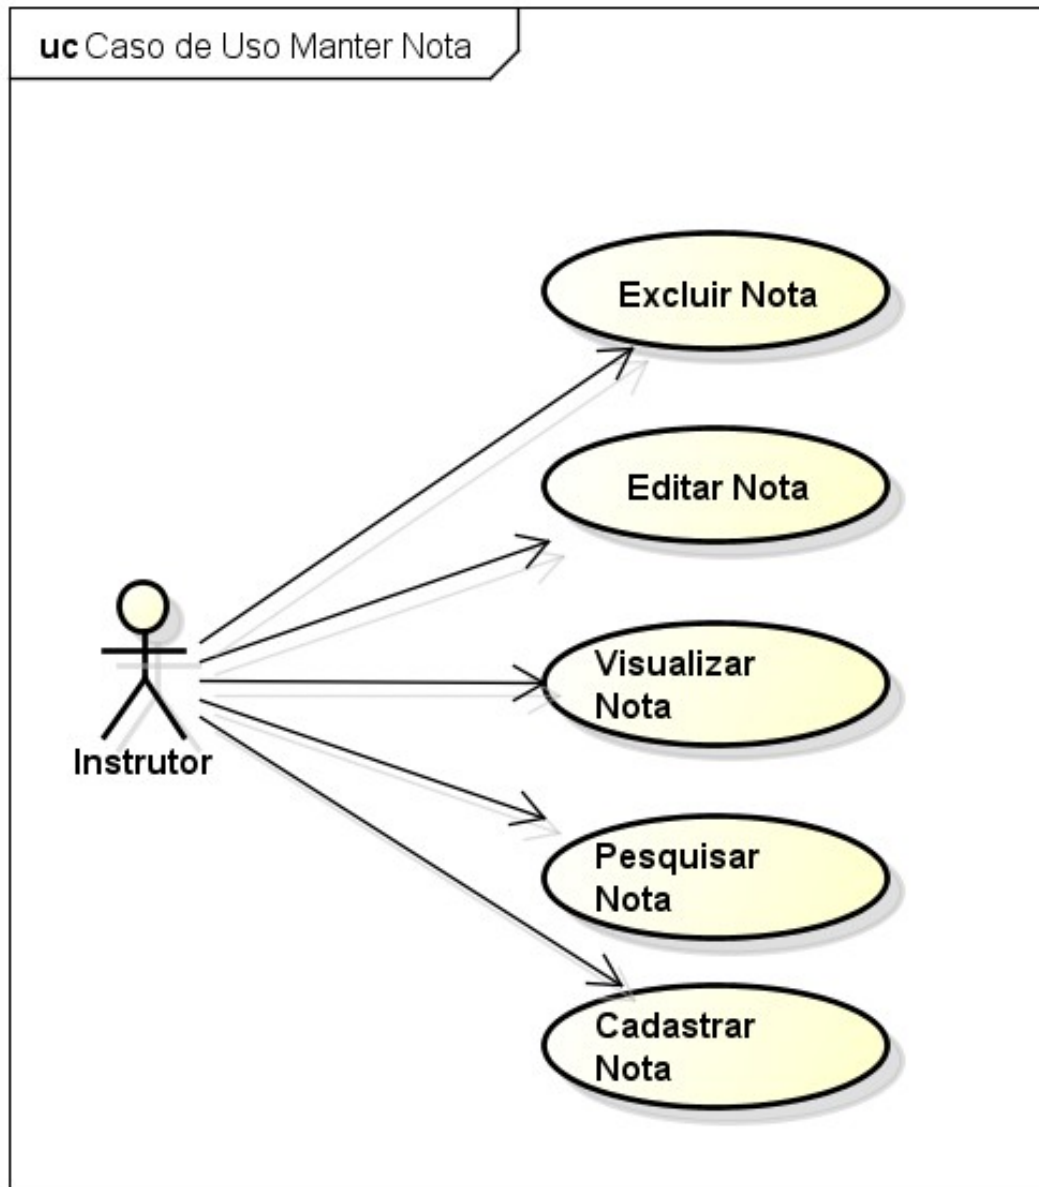 uc Caso de Uso Manter Nota
Excluir Nota
Editar Nota
Visualizar
Nota
Instrutor
Pesquisar
Nota
Cadastrar
Nota